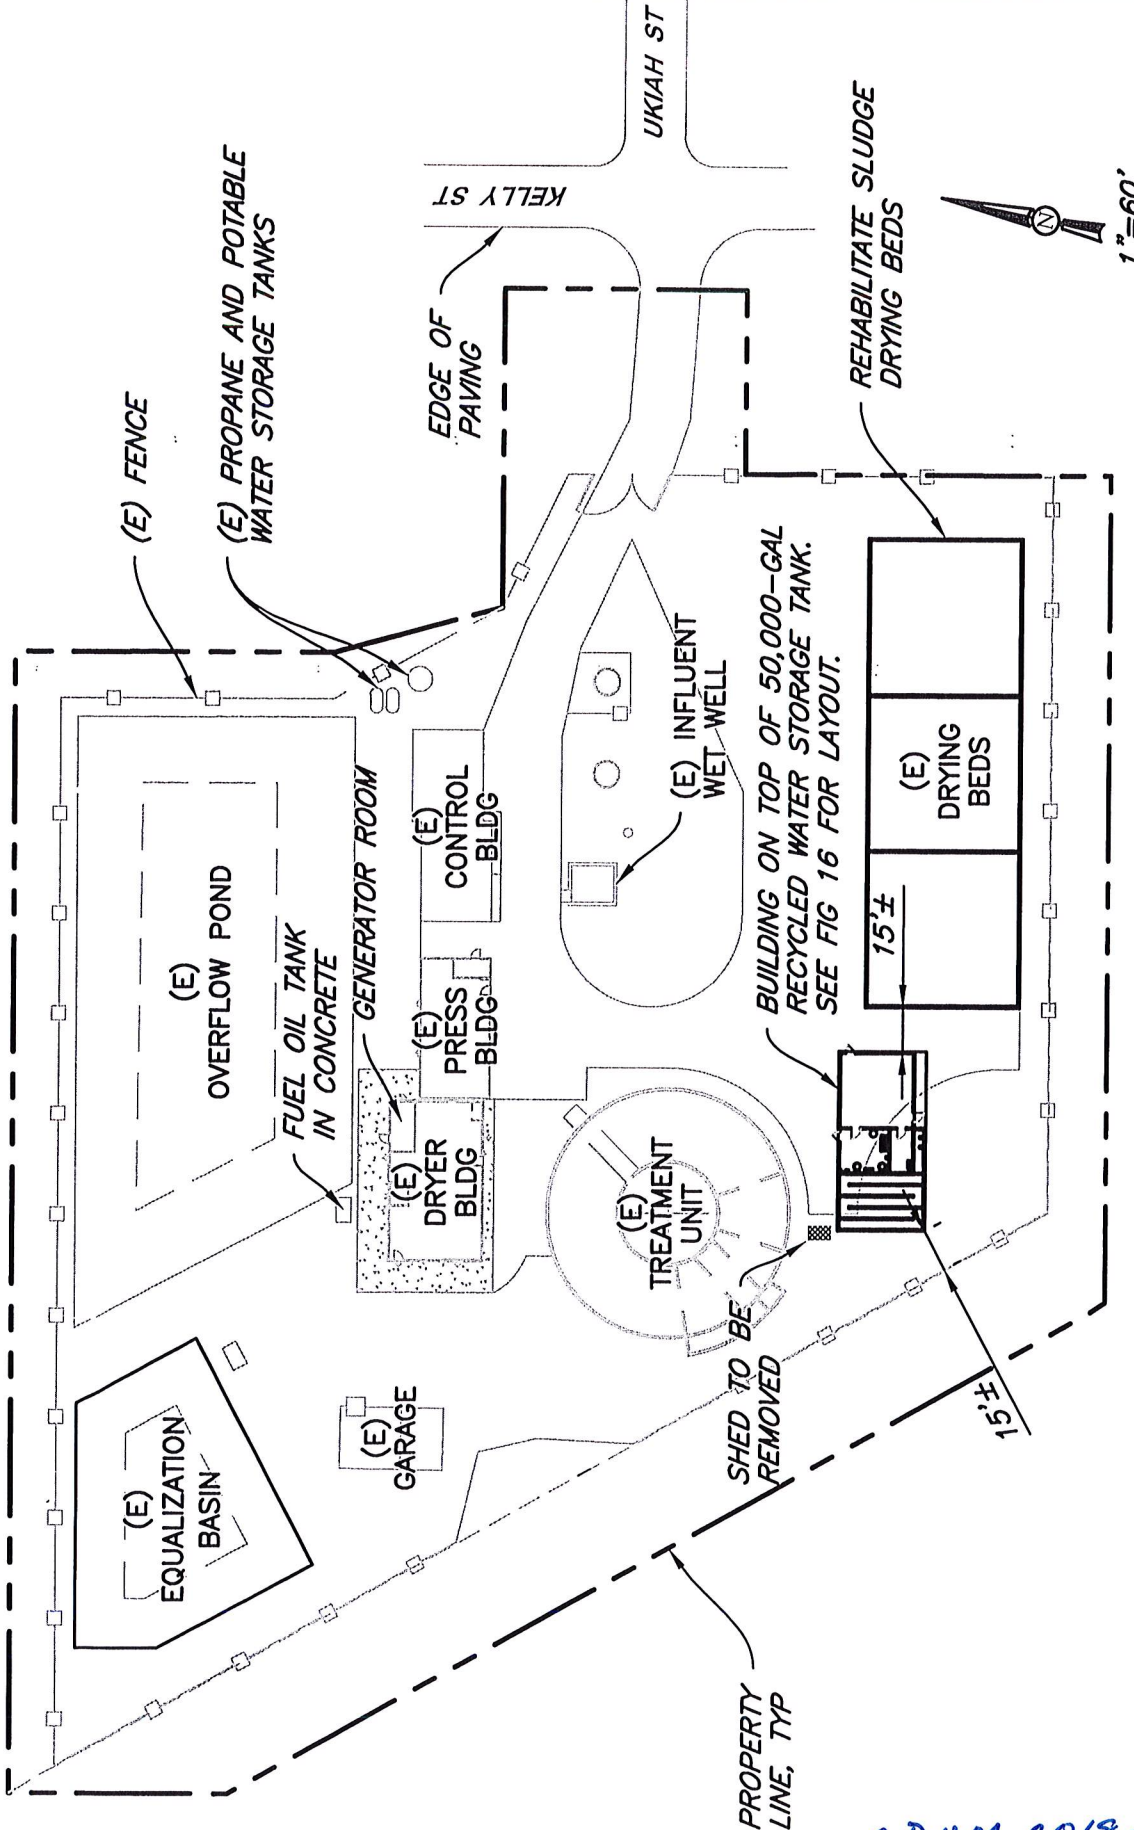 (E) FENCE
(E) PROPANE AND POTABLE
WATER STORAGE TANKS
EDGE OF
PAVING
KELLY ST
UKIAH ST
(E)
OVERFLOW POND
FUEL OIL TANK
IN CONCRETE
GENERATOR ROOM
(E)
CONTROL
BLDG
(E)
PRESS
BLDG
(E)
DRYER
BLDG
(E)
EQUALIZATION
BASIN
(E)
GARAGE
(E)
TREATMENT
UNIT
(E) INFLUENT
WET WELL
SHED TO BE
REMOVED
BUILDING ON TOP OF 50,000-GAL
RECYCLED WATER STORAGE TANK.
SEE FIG 16 FOR LAYOUT.
15'±
15'±
(E)
DRYING
BEDS
REHABILITATE SLUDGE
DRYING BEDS
PROPERTY
LINE, TYP
N
1"=60'